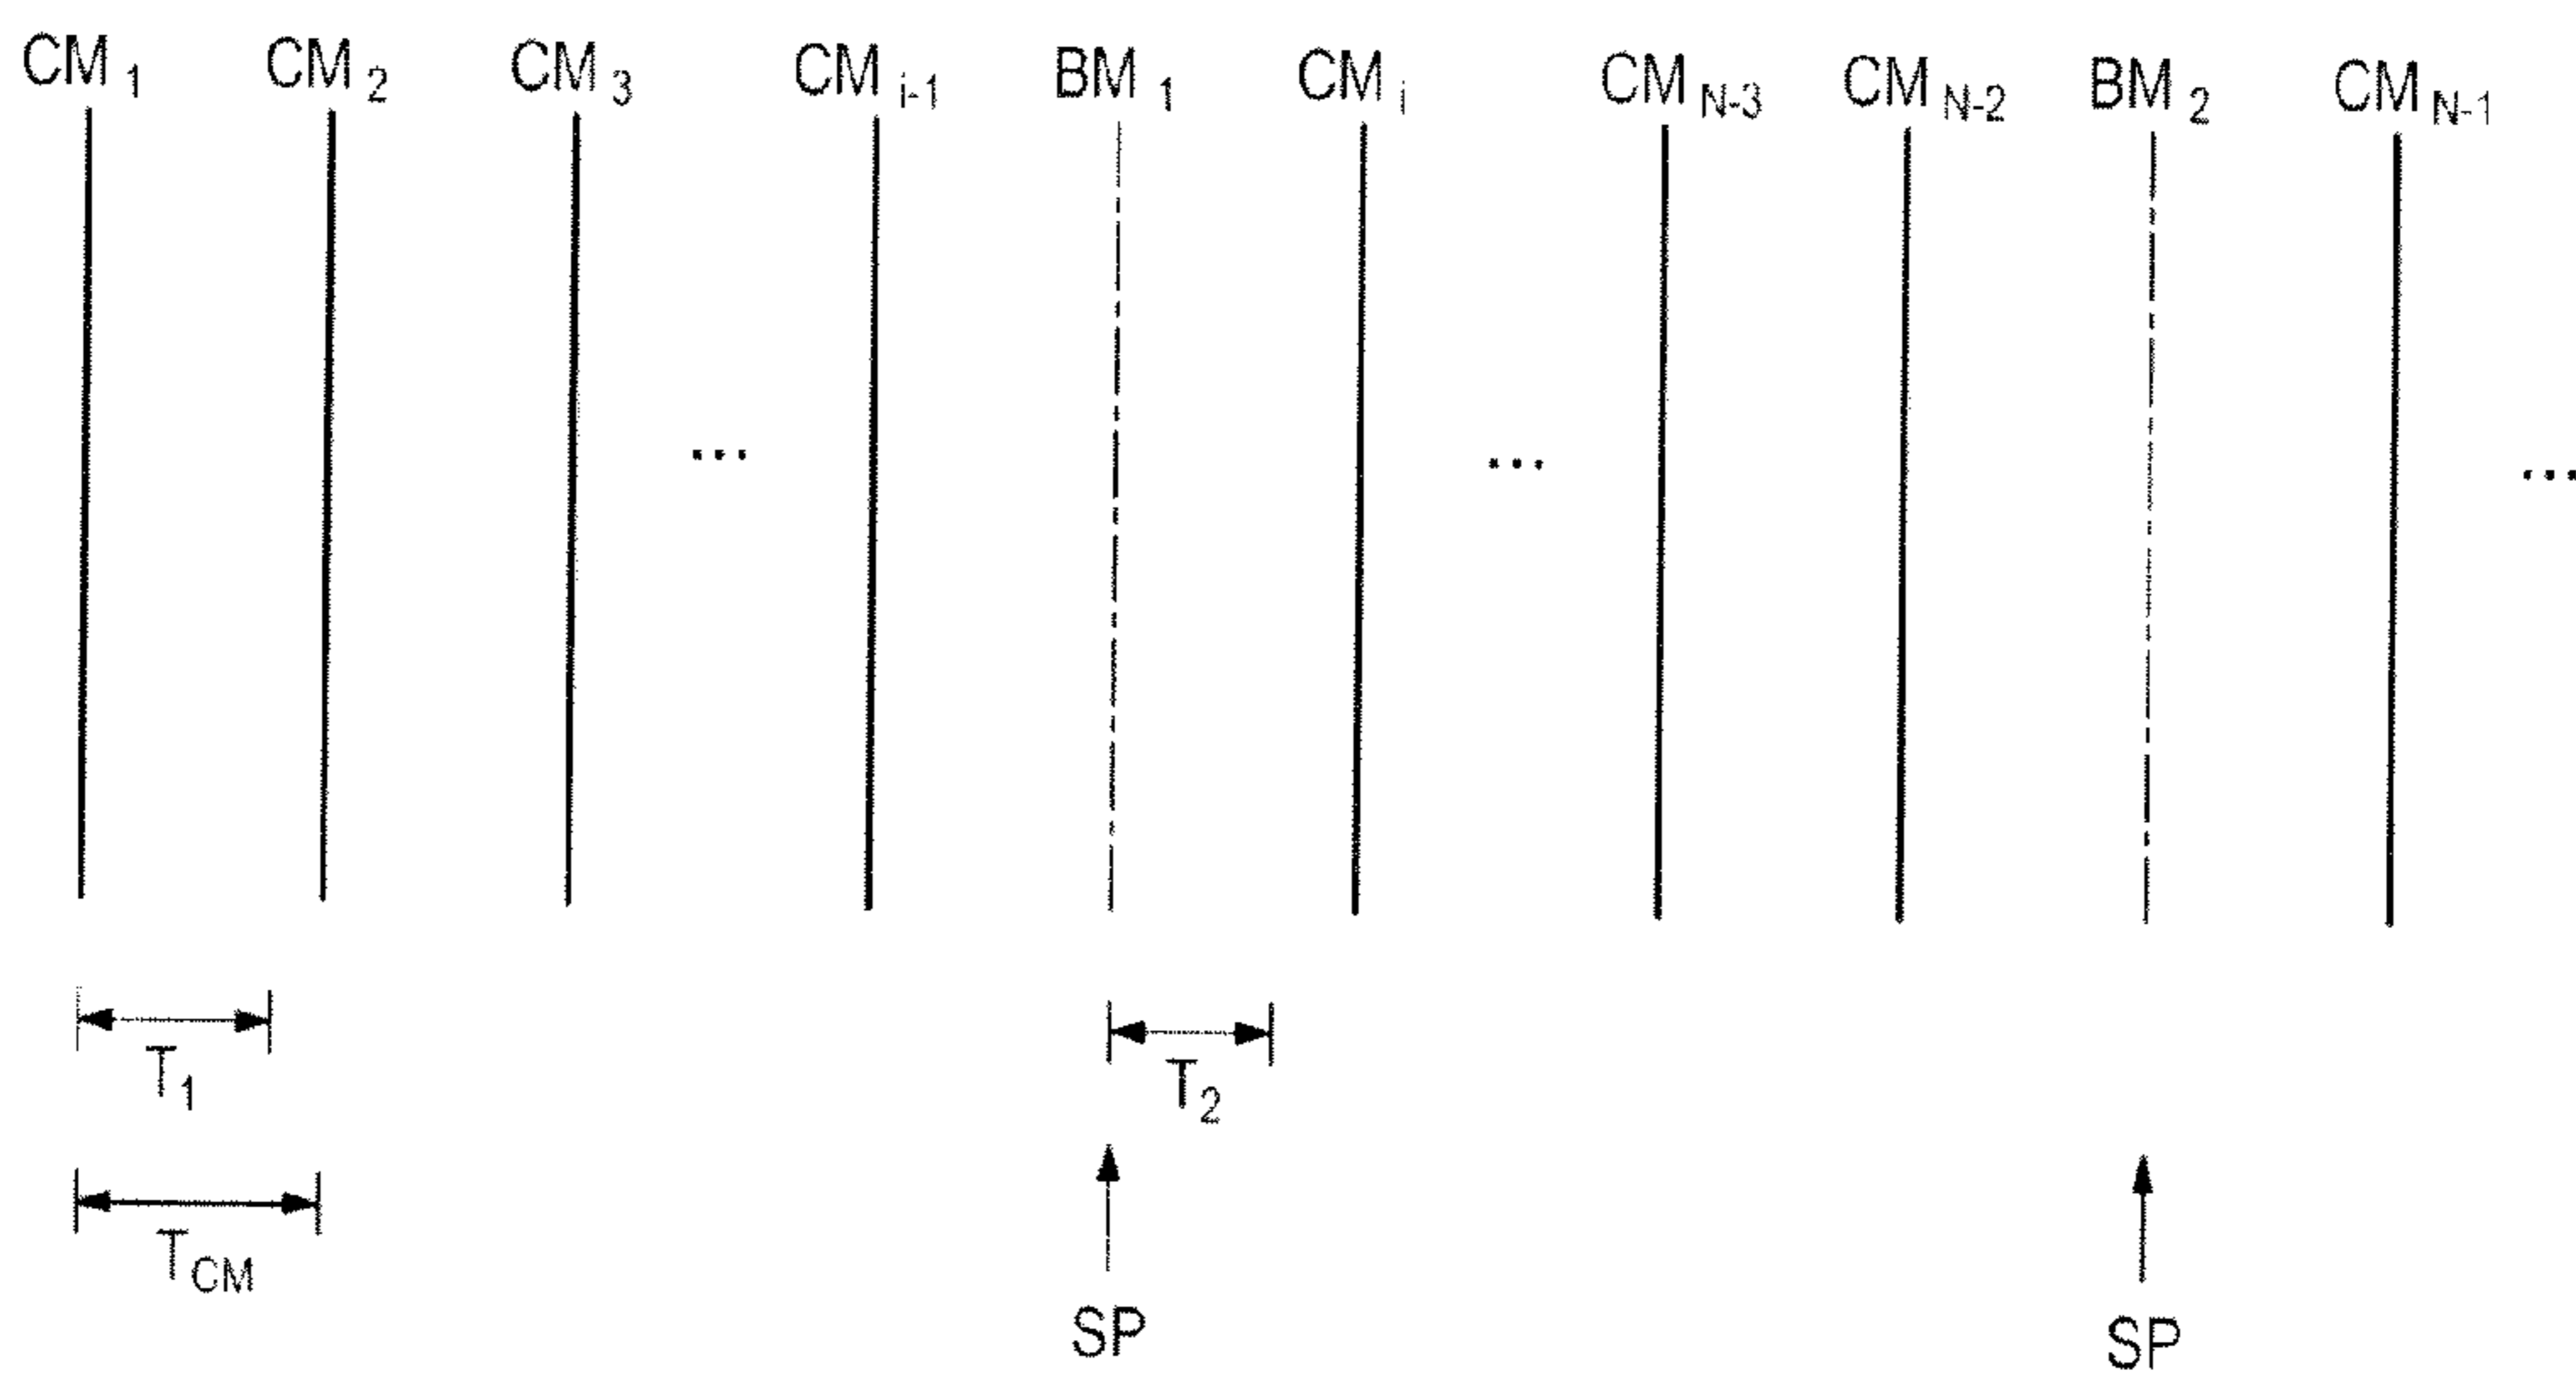 CM 1 CM 2 CM 3 CM i-1 BM 1 CM i CM N-3 CM N-2 BM 2 CM N-1
... ... ...
T1 T2
TCM
SP SP